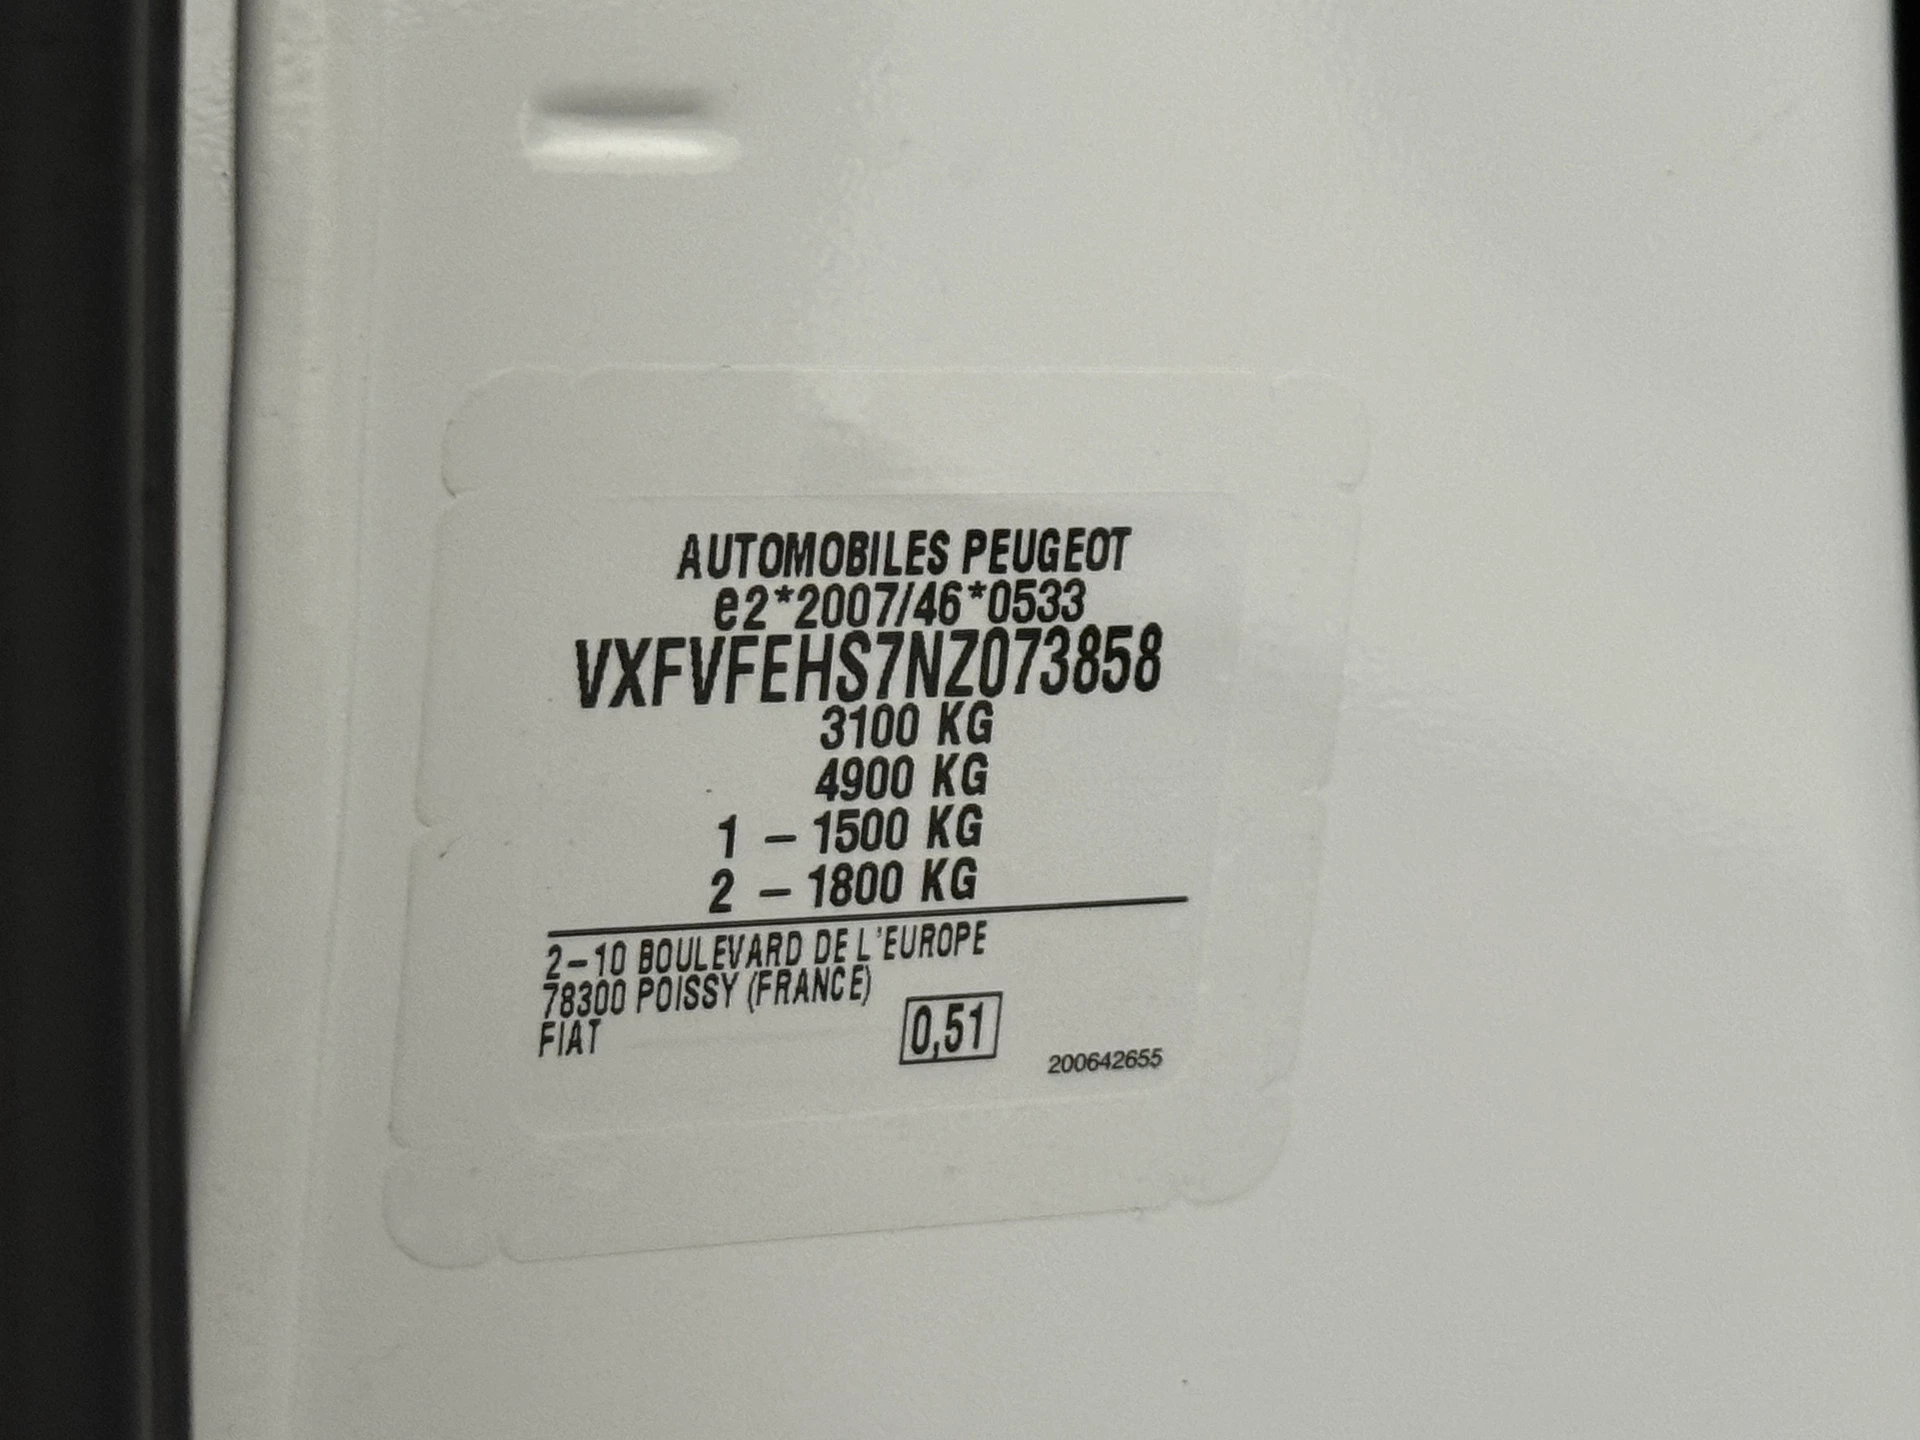 AUTOMOBILES PEUGEOT
e2*2007/46*0533
VXFVFEHS7NZ073858
3100 KG
4900 KG
1 – 1500 KG
2 – 1800 KG
2–10 BOULEVARD DE L'EUROPE
78300 POISSY (FRANCE)
FIAT
0,51
200642655